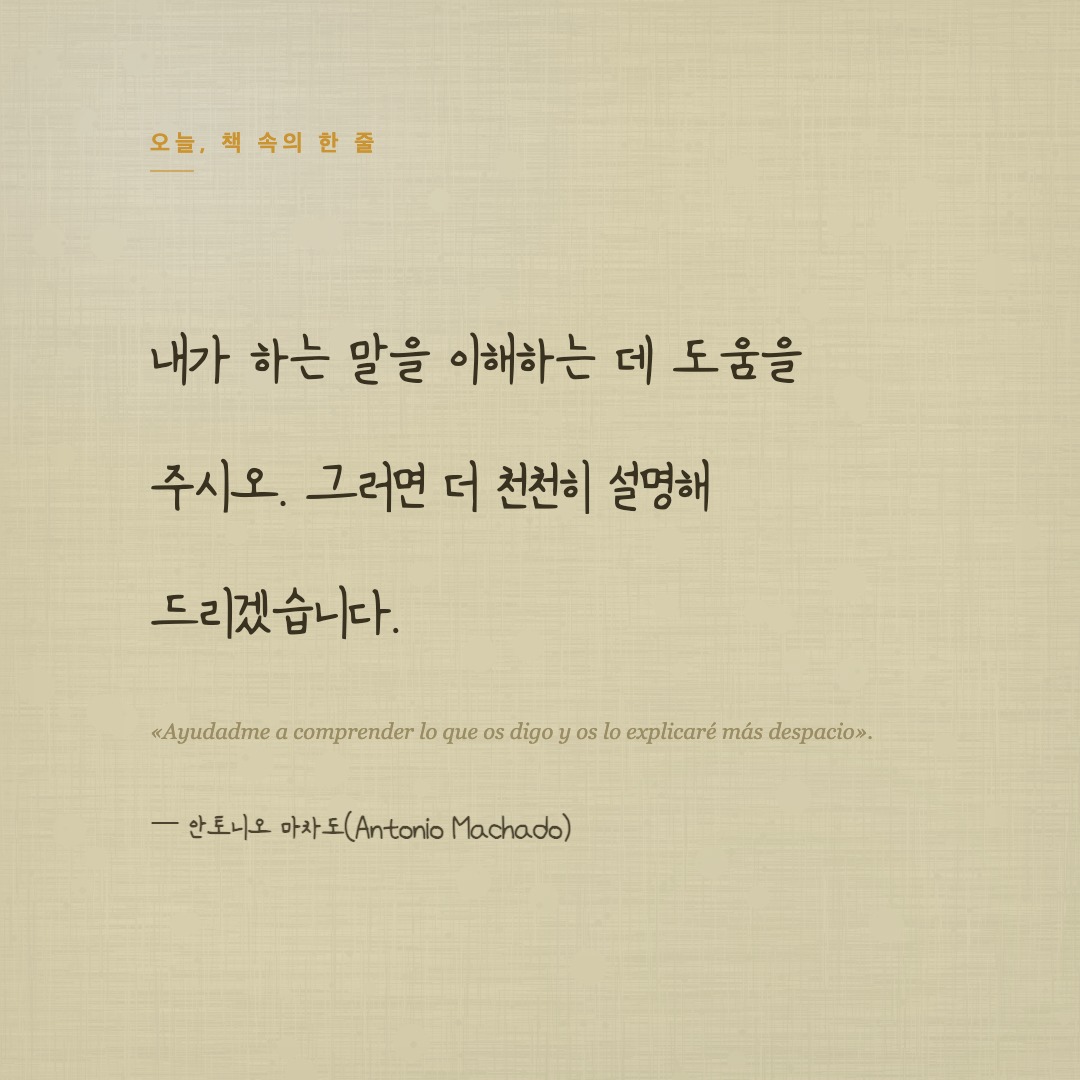 오늘, 책 속의 한 줄
내가 하는 말을 이해하는 데 도움을
주시오. 그러면 더 천천히 설명해
드리겠습니다.
«Ayudadme a comprender lo que os digo y os lo explicaré más despacio».
— 안토니오 마차도(Antonio Machado)